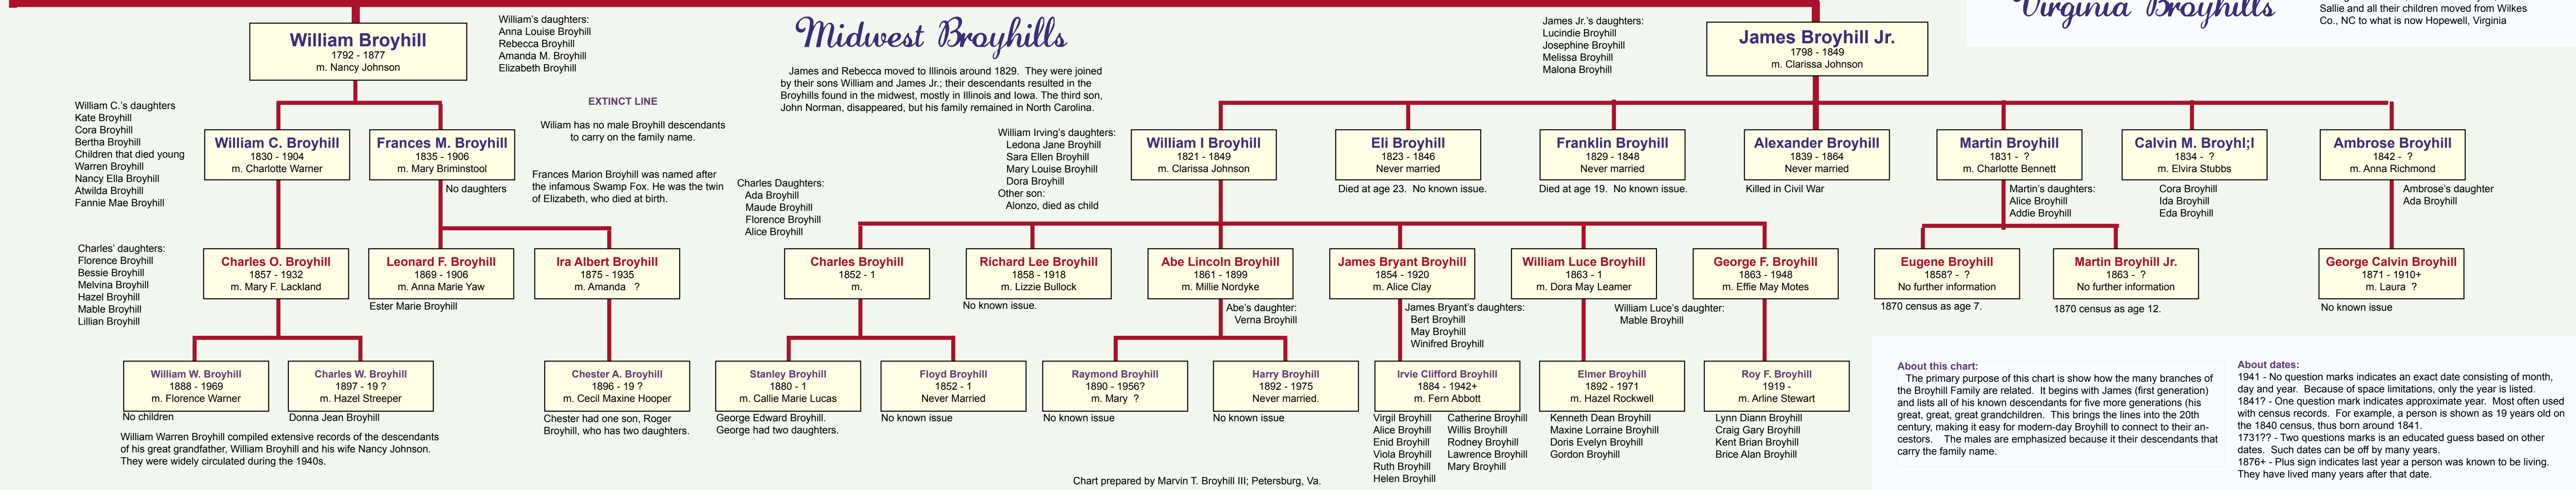 William Broyhill
1792 - 1877
m. Nancy Johnson
William's daughters:
Anna Louise Broyhill
Rebecca Broyhill
Amanda M. Broyhill
Elizabeth Broyhill
Midwest Broyhills
James and Rebecca moved to Illinois around 1829. They were joined
by their sons William and James Jr.; their descendants resulted in the
Broyhills found in the midwest, mostly in Illinois and Iowa. The third son,
John Norman, disappeared, but his family remained in North Carolina.
James Jr.'s daughters:
Lucindie Broyhill
Josephine Broyhill
Melissa Broyhill
Malona Broyhill
James Broyhill Jr.
1798 - 1849
m. Clarissa Johnson
Virginia Broyhills
Sallie and all their children moved from Wilkes
Co., NC to what is now Hopewell, Virginia
William C.'s daughters
Kate Broyhill
Cora Broyhill
Bertha Broyhill
Children that died young
Warren Broyhill
Nancy Ella Broyhill
Atwilda Broyhill
Fannie Mae Broyhill
William C. Broyhill
1830 - 1904
m. Charlotte Warner
Frances M. Broyhill
1835 - 1906
m. Mary Briminstool
No daughters
EXTINCT LINE
Wiliam has no male Broyhill descendants
to carry on the family name.
Frances Marion Broyhill was named after
the infamous Swamp Fox. He was the twin
of Elizabeth, who died at birth.
Charles Daughters:
Ada Broyhill
Maude Broyhill
Florence Broyhill
Alice Broyhill
William Irving's daughters:
Ledona Jane Broyhill
Sara Ellen Broyhill
Mary Louise Broyhill
Dora Broyhill
Other son:
Alonzo, died as child
William I Broyhill
1821 - 1849
m. Clarissa Johnson
Eli Broyhill
1823 - 1846
Never married
Died at age 23. No known issue.
Franklin Broyhill
1829 - 1848
Never married
Died at age 19. No known issue.
Alexander Broyhill
1839 - 1864
Never married
Killed in Civil War
Martin Broyhill
1831 - ?
m. Charlotte Bennett
Martin's daughters:
Alice Broyhill
Addie Broyhill
Calvin M. Broyhl;l
1834 - ?
m. Elvira Stubbs
Cora Broyhill
Ida Broyhill
Eda Broyhill
Ambrose Broyhill
1842 - ?
m. Anna Richmond
Ambrose's daughter
Ada Broyhill
Charles' daughters:
Florence Broyhill
Bessie Broyhill
Melvina Broyhill
Hazel Broyhill
Mable Broyhill
Lillian Broyhill
Charles O. Broyhill
1857 - 1932
m. Mary F. Lackland
Leonard F. Broyhill
1869 - 1906
m. Anna Marie Yaw
Ester Marie Broyhill
Ira Albert Broyhill
1875 - 1935
m. Amanda ?
Charles Broyhill
1852 - 1
m.
Richard Lee Broyhill
1858 - 1918
m. Lizzie Bullock
No known issue.
Abe Lincoln Broyhill
1861 - 1899
m. Millie Nordyke
Abe's daughter:
Verna Broyhill
James Bryant Broyhill
1854 - 1920
m. Alice Clay
James Bryant's daughters:
Bert Broyhill
May Broyhill
Winifred Broyhill
William Luce Broyhill
1863 - 1
m. Dora May Leamer
William Luce's daughter:
Mable Broyhill
George F. Broyhill
1863 - 1948
m. Effie May Motes
Eugene Broyhill
1858? - ?
No further information
1870 census as age 7.
Martin Broyhill Jr.
1863 - ?
No further information
1870 census as age 12.
George Calvin Broyhill
1871 - 1910+
m. Laura ?
No known issue
William W. Broyhill
1888 - 1969
m. Florence Warner
No children
Charles W. Broyhill
1897 - 19 ?
m. Hazel Streeper
Donna Jean Broyhill
William Warren Broyhill compiled extensive records of the descendants
of his great grandfather, William Broyhill and his wife Nancy Johnson.
They were widely circulated during the 1940s.
Chester A. Broyhill
1896 - 19 ?
m. Cecil Maxine Hooper
Chester had one son, Roger
Broyhill, who has two daughters.
Stanley Broyhill
1880 - 1
m. Callie Marie Lucas
George Edward Broyhill.
George had two daughters.
Floyd Broyhill
1852 - 1
Never Married
No known issue
Raymond Broyhill
1890 - 1956?
m. Mary ?
No known issue
Harry Broyhill
1892 - 1975
Never married.
No known issue
Irvie Clifford Broyhill
1884 - 1942+
m. Fern Abbott
Virgil Broyhill
Alice Broyhill
Enid Broyhill
Viola Broyhill
Ruth Broyhill
Helen Broyhill
Catherine Broyhill
Willis Broyhill
Rodney Broyhill
Lawrence Broyhill
Mary Broyhill
Elmer Broyhill
1892 - 1971
m. Hazel Rockwell
Kenneth Dean Broyhill
Maxine Lorraine Broyhill
Doris Evelyn Broyhill
Gordon Broyhill
Roy F. Broyhill
1919 -
m. Arline Stewart
Lynn Diann Broyhill
Craig Gary Broyhill
Kent Brian Broyhill
Brice Alan Broyhill
Chart prepared by Marvin T. Broyhill III; Petersburg, Va.
About this chart:
The primary purpose of this chart is show how the many branches of
the Broyhill Family are related. It begins with James (first generation)
and lists all of his known descendants for five more generations (his
great, great, great grandchildren. This brings the lines into the 20th
century, making it easy for modern-day Broyhill to connect to their an-
cestors. The males are emphasized because it their descendants that
carry the family name.
About dates:
1941 - No question marks indicates an exact date consisting of month,
day and year. Because of space limitations, only the year is listed.
1841? - One question mark indicates approximate year. Most often used
with census records. For example, a person is shown as 19 years old on
the 1840 census, thus born around 1841.
1731?? - Two questions marks is an educated guess based on other
dates. Such dates can be off by many years.
1876+ - Plus sign indicates last year a person was known to be living.
They have lived many years after that date.